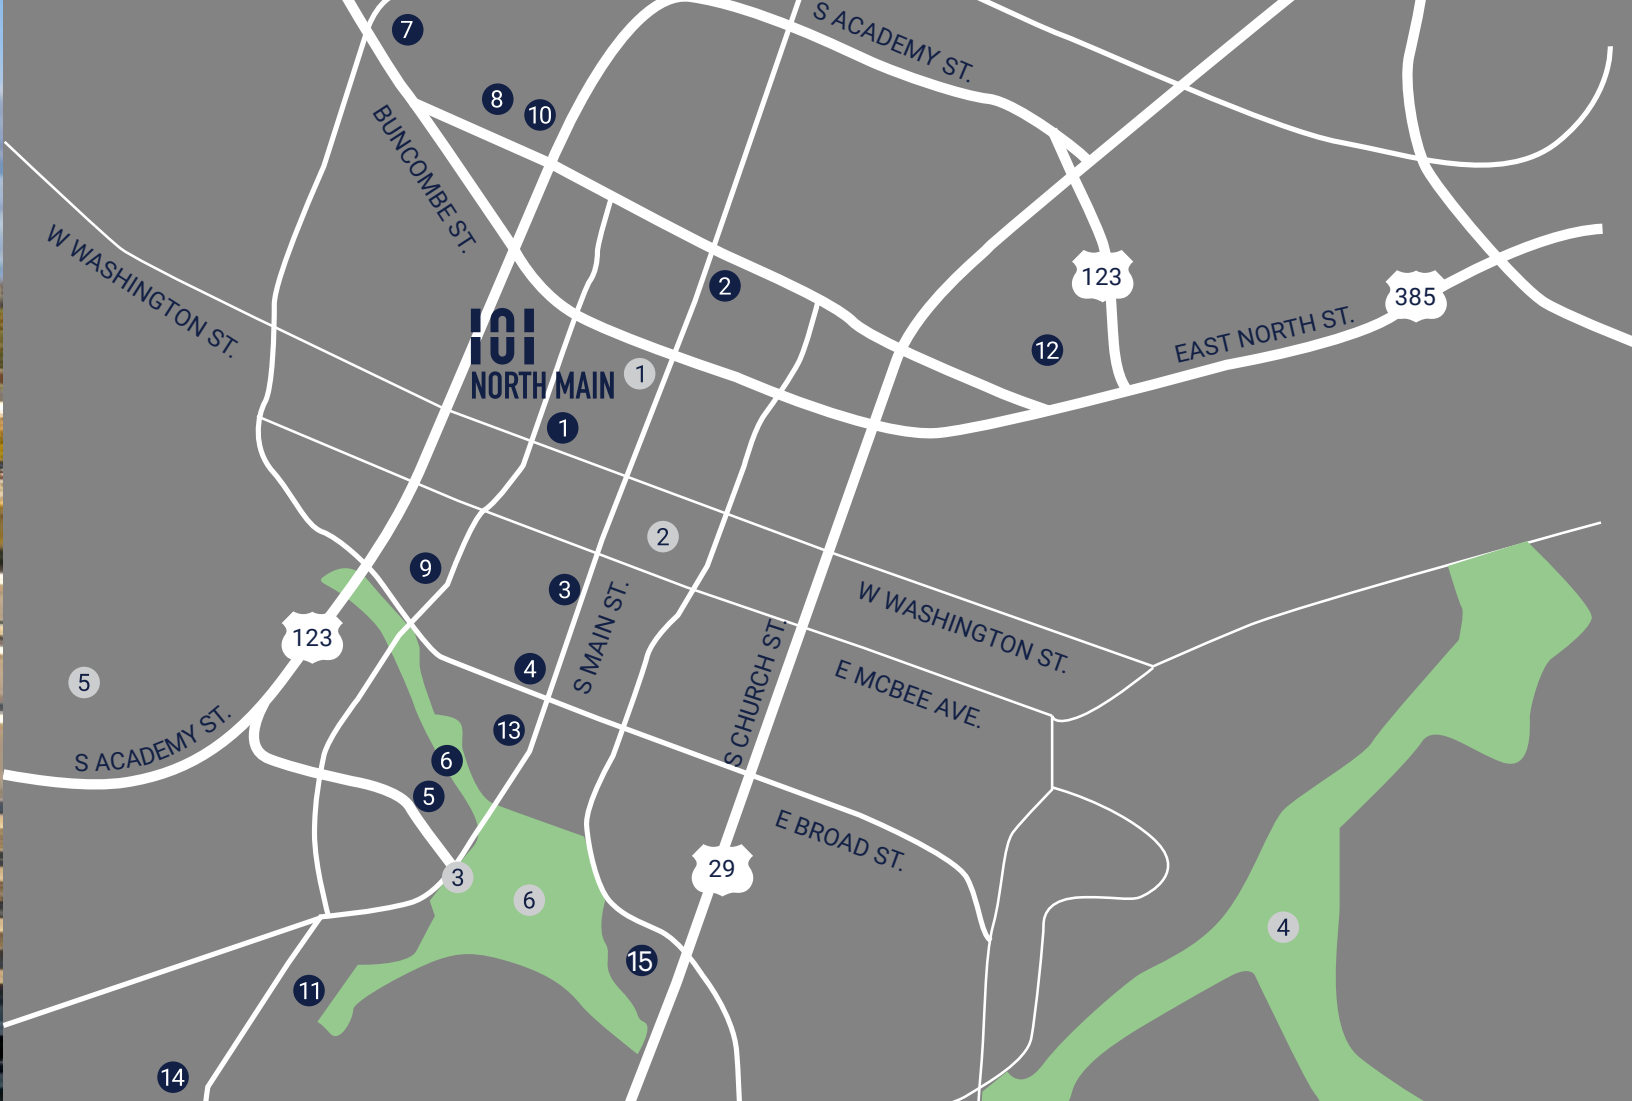 7
S ACADEMY ST.
8
10
BUNCOMBE ST.
W WASHINGTON ST.
2
123
385
EAST NORTH ST.
12
101
NORTH MAIN
1
1
2
9
3
S MAIN ST.
W WASHINGTON ST.
E MCBEE AVE.
S CHURCH ST.
123
5
4
S ACADEMY ST.
13
6
5
E BROAD ST.
29
3
6
4
15
11
14